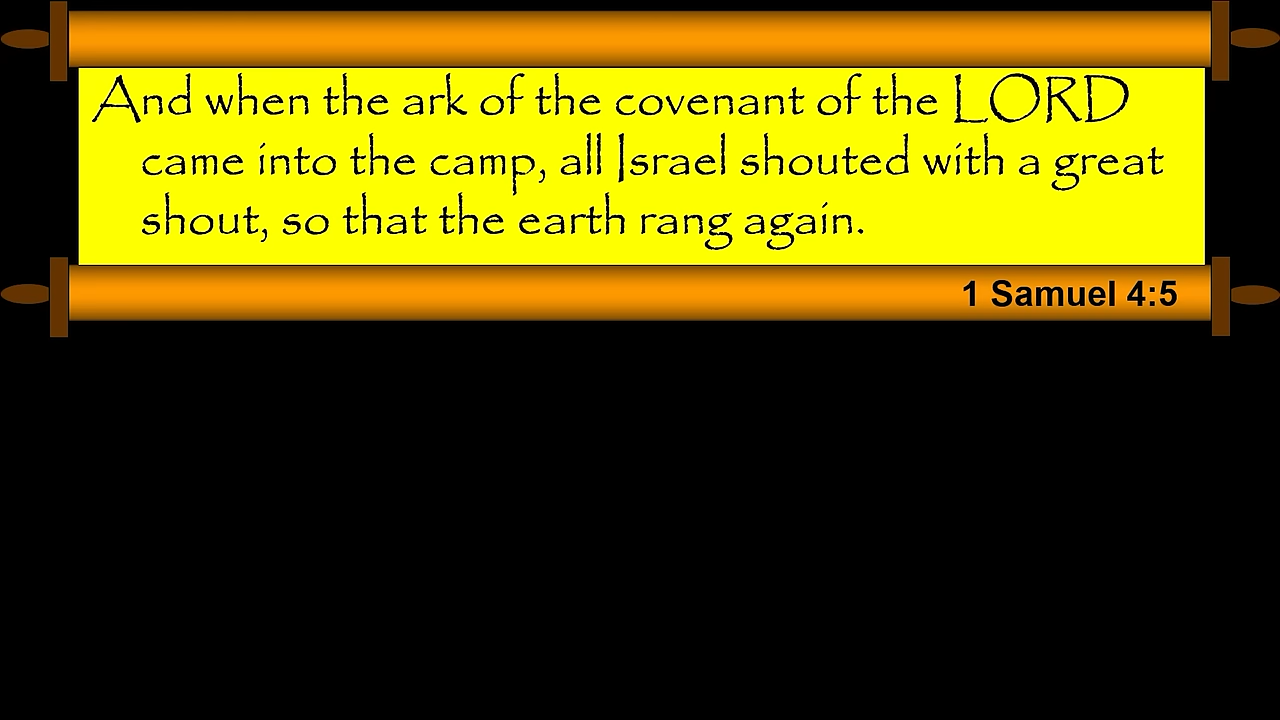 And when the ark of the covenant of the LORD
came into the camp, all Israel shouted with a great
shout, so that the earth rang again.
1 Samuel 4:5